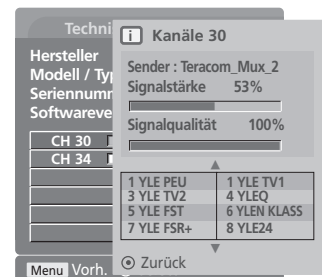 Techni
Hersteller
Modell / Typ
Seriennumr
Softwareve
CH 30
CH 34
Menu Vorh.
i Kanäle 30
Sender : Teracom_Mux_2
Signalstärke 53%
Signalqualität 100%
1 YLE PEU 1 YLE TV1
3 YLE TV2 4 YLEQ
5 YLE FST 6 YLEN KLASS
7 YLE FSR+ 8 YLE24
Zurück